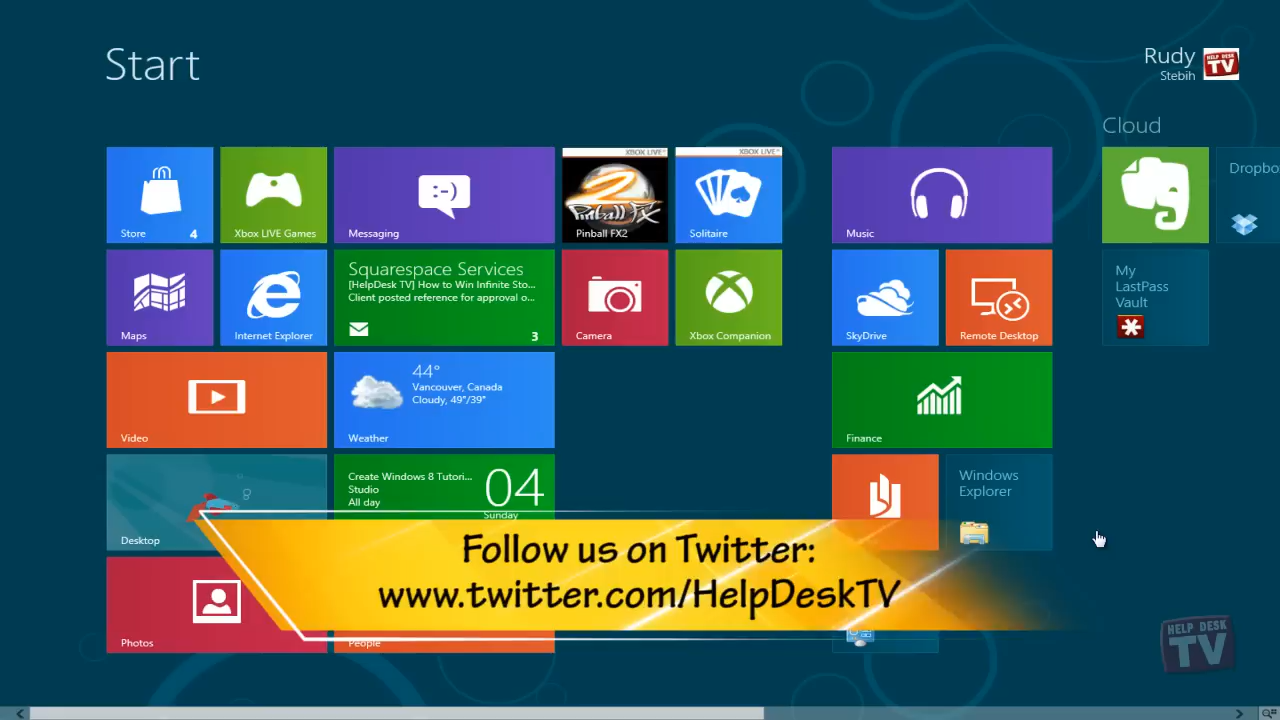 Start
Rudy
Stebih
HELP DESK
TV
Cloud
Store
4
Xbox LIVE Games
Messaging
:-)
XBOX LIVE
2
Pinball FX
Pinball FX2
XBOX LIVE
Solitaire
Music
Dropbo
Maps
Internet Explorer
Squarespace Services
[HelpDesk TV] How to Win Infinite Sto...
Client posted reference for approval o...
3
Camera
Xbox Companion
SkyDrive
Remote Desktop
My
LastPass
Vault
Video
44°
Vancouver, Canada
Cloudy, 49°/39°
Weather
Finance
Desktop
Create Windows 8 Tutori...
Studio
All day
04
Sunday
Windows
Explorer
Follow us on Twitter:
www.twitter.com/HelpDeskTV
Photos
People
HELP DESK
TV